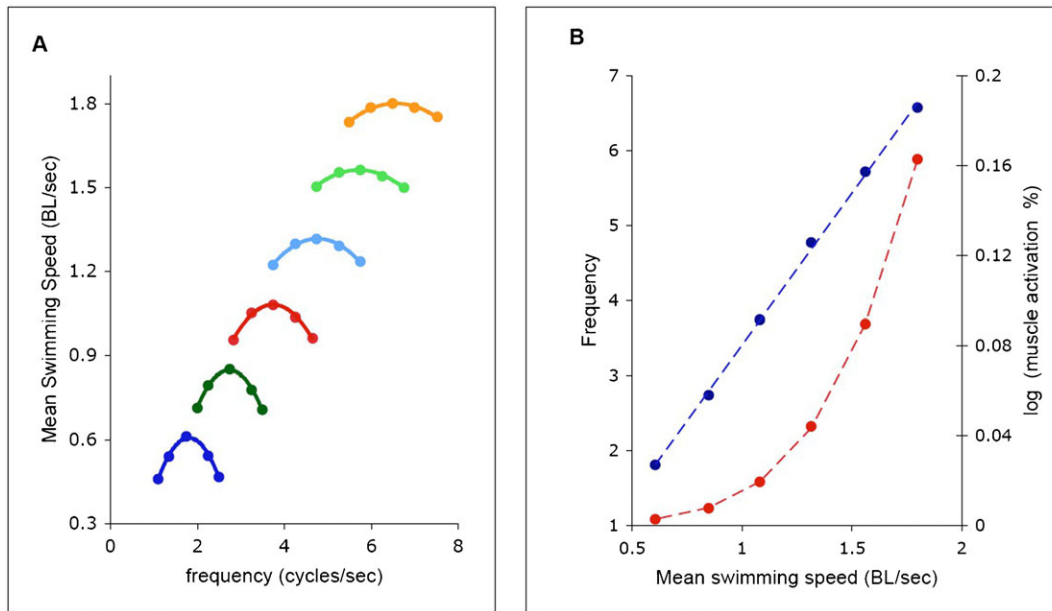 A
Mean Swimming Speed (BL/sec)
1.8
1.5
1.2
0.9
0.6
0.3
0 2 4 6 8
frequency (cycles/sec)
B
Frequency
7
6
5
4
3
2
1
0.2
0.16
0.12
0.08
0.04
0
log (muscle activation %)
0.5 1 1.5 2
Mean swimming speed (BL/sec)